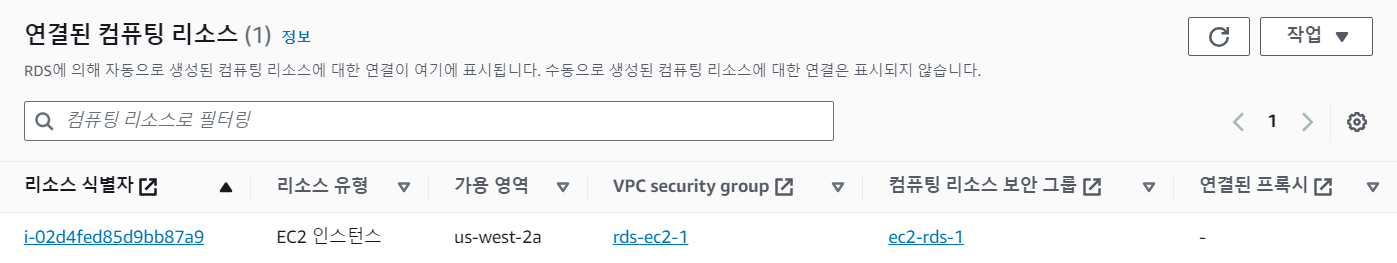 연결된 컴퓨팅 리소스 (1) 정보
작업
RDS에 의해 자동으로 생성된 컴퓨팅 리소스에 대한 연결이 여기에 표시됩니다. 수동으로 생성된 컴퓨팅 리소스에 대한 연결은 표시되지 않습니다.
컴퓨팅 리소스로 필터링
1
리소스 식별자 리소스 유형 가용 영역 VPC security group 컴퓨팅 리소스 보안 그룹 연결된 프록시
i-02d4fed85d9bb87a9 EC2 인스턴스 us-west-2a rds-ec2-1 ec2-rds-1 -